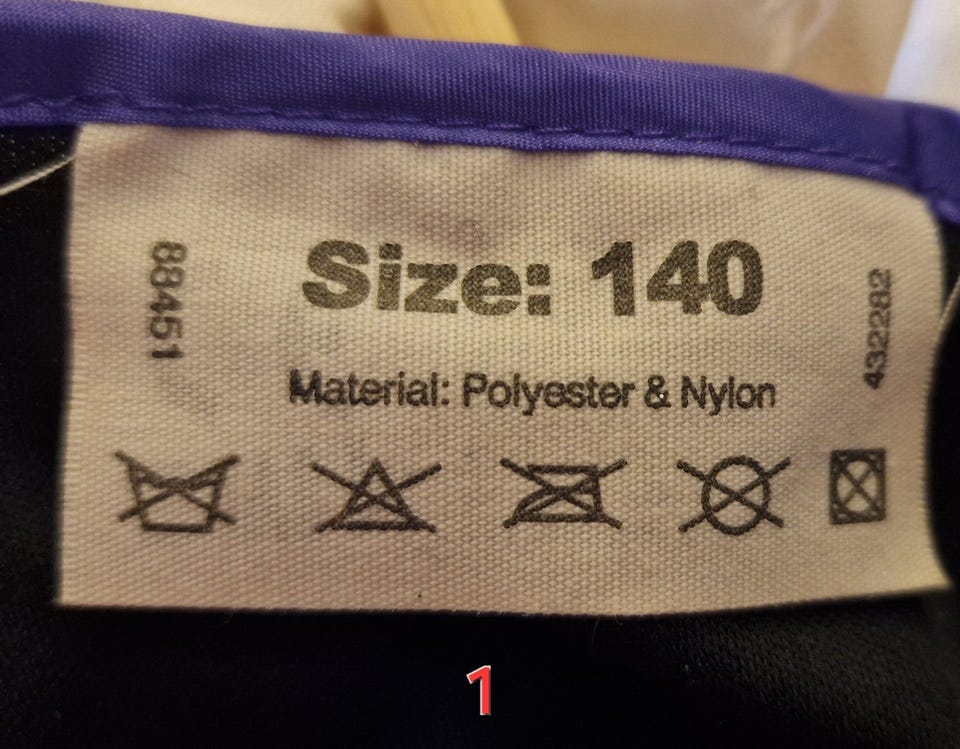 88451
Size: 140
432282
Material: Polyester & Nylon
1